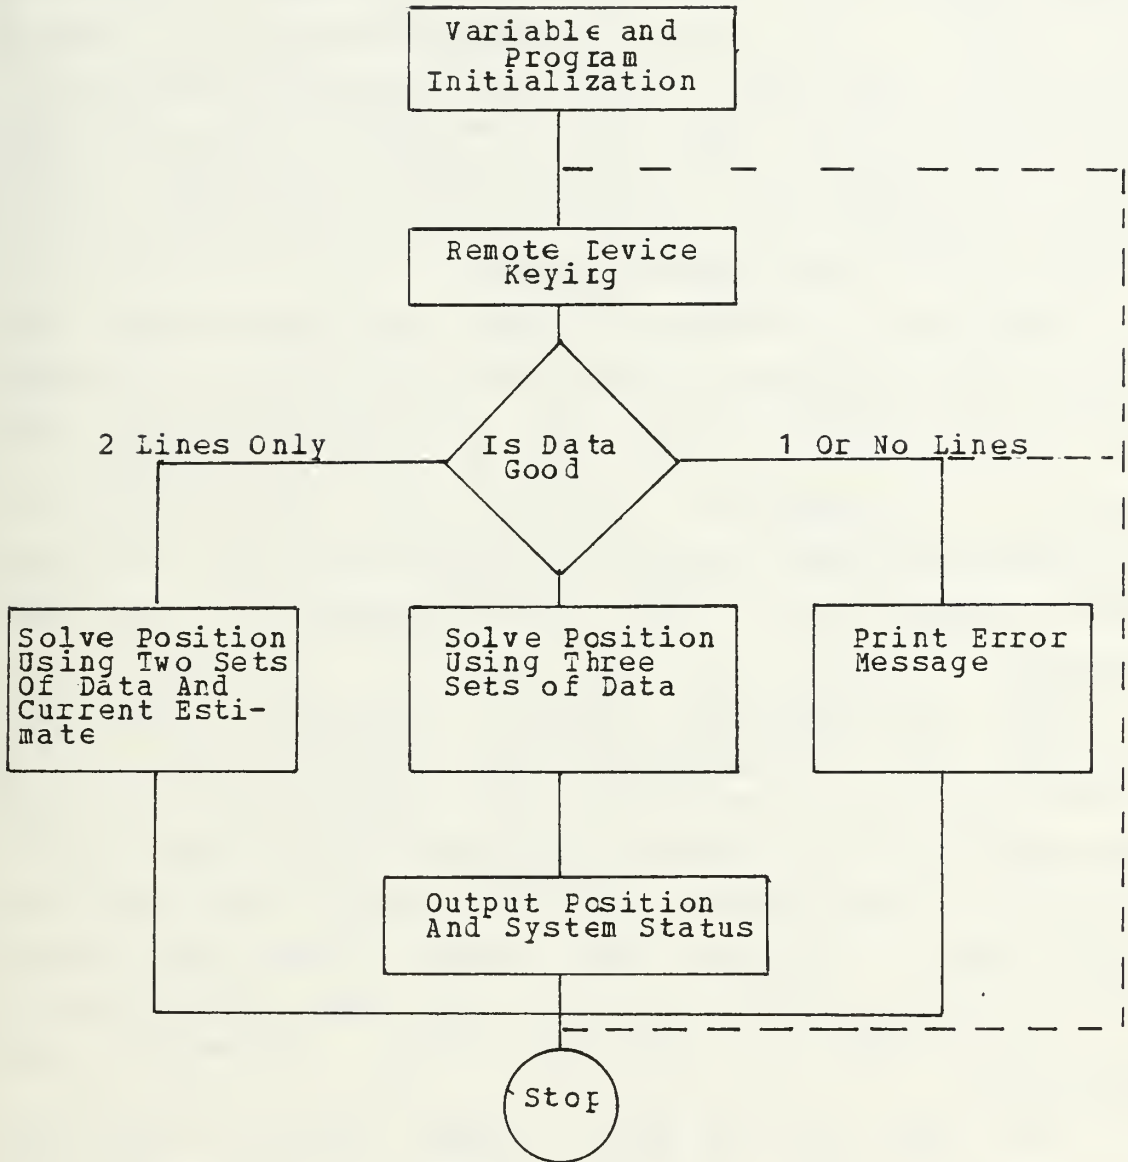 Variable and
Program
Initialization
Remote Device
Keying
Is Data
Good
2 Lines Only
1 Or No Lines
Solve Position
Using Two Sets
Of Data And
Current Esti-
mate
Solve Position
Using Three
Sets of Data
Print Error
Message
Output Position
And System Status
Stop